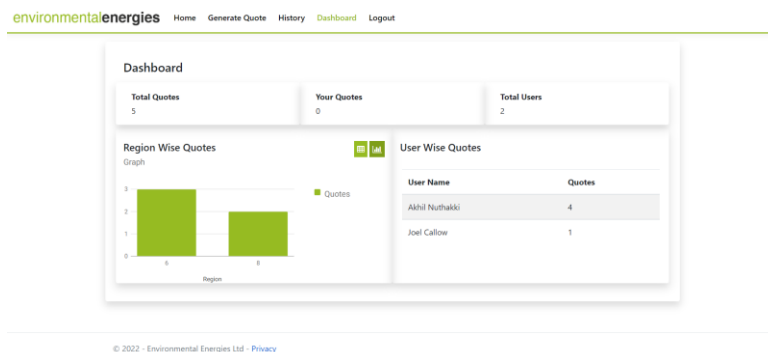 environmentalenergies Home Generate Quote History Dashboard Logout
Dashboard
Total Quotes Your Quotes Total Users
5 0 2
Region Wise Quotes
Graph
3
2
1
0
6 8
Region
Quotes
User Wise Quotes
User Name Quotes
Akhil Nuthakki 4
Joel Callow 1
© 2022 - Environmental Energies Ltd - Privacy